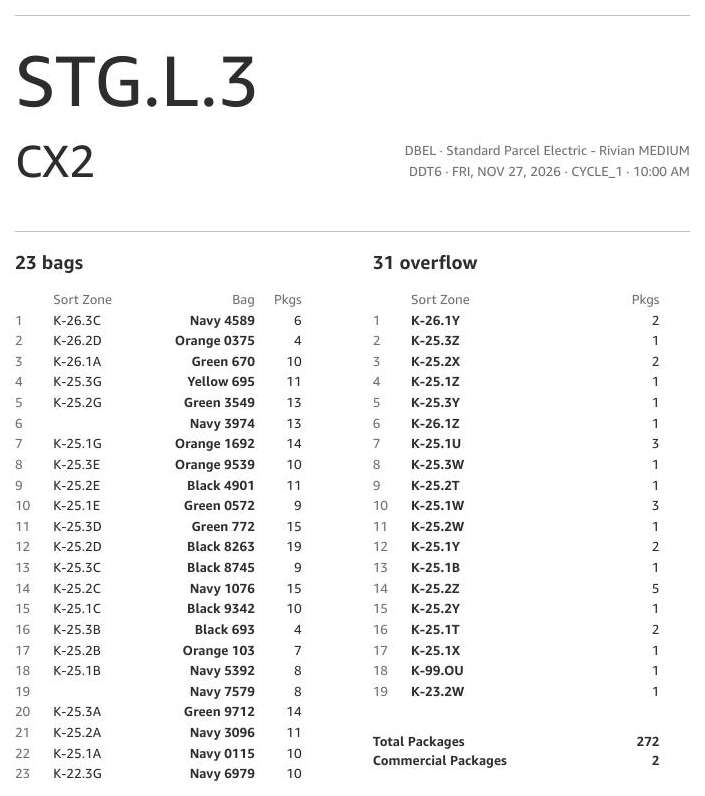 STG.L.3
CX2
DBEL · Standard Parcel Electric - Rivian MEDIUM
DDT6 · FRI, NOV 27, 2026 · CYCLE_1 · 10:00 AM
23 bags
Sort Zone Bag Pkgs
1 K-26.3C Navy 4589 6
2 K-26.2D Orange 0375 4
3 K-26.1A Green 670 10
4 K-25.3G Yellow 695 11
5 K-25.2G Green 3549 13
6 Navy 3974 13
7 K-25.1G Orange 1692 14
8 K-25.3E Orange 9539 10
9 K-25.2E Black 4901 11
10 K-25.1E Green 0572 9
11 K-25.3D Green 772 15
12 K-25.2D Black 8263 19
13 K-25.3C Black 8745 9
14 K-25.2C Navy 1076 15
15 K-25.1C Black 9342 10
16 K-25.3B Black 693 4
17 K-25.2B Orange 103 7
18 K-25.1B Navy 5392 8
19 Navy 7579 8
20 K-25.3A Green 9712 14
21 K-25.2A Navy 3096 11
22 K-25.1A Navy 0115 10
23 K-22.3G Navy 6979 10
31 overflow
Sort Zone Pkgs
1 K-26.1Y 2
2 K-25.3Z 1
3 K-25.2X 2
4 K-25.1Z 1
5 K-25.3Y 1
6 K-26.1Z 1
7 K-25.1U 3
8 K-25.3W 1
9 K-25.2T 1
10 K-25.1W 3
11 K-25.2W 1
12 K-25.1Y 2
13 K-25.1B 1
14 K-25.2Z 5
15 K-25.2Y 1
16 K-25.1T 2
17 K-25.1X 1
18 K-99.OU 1
19 K-23.2W 1
Total Packages 272
Commercial Packages 2